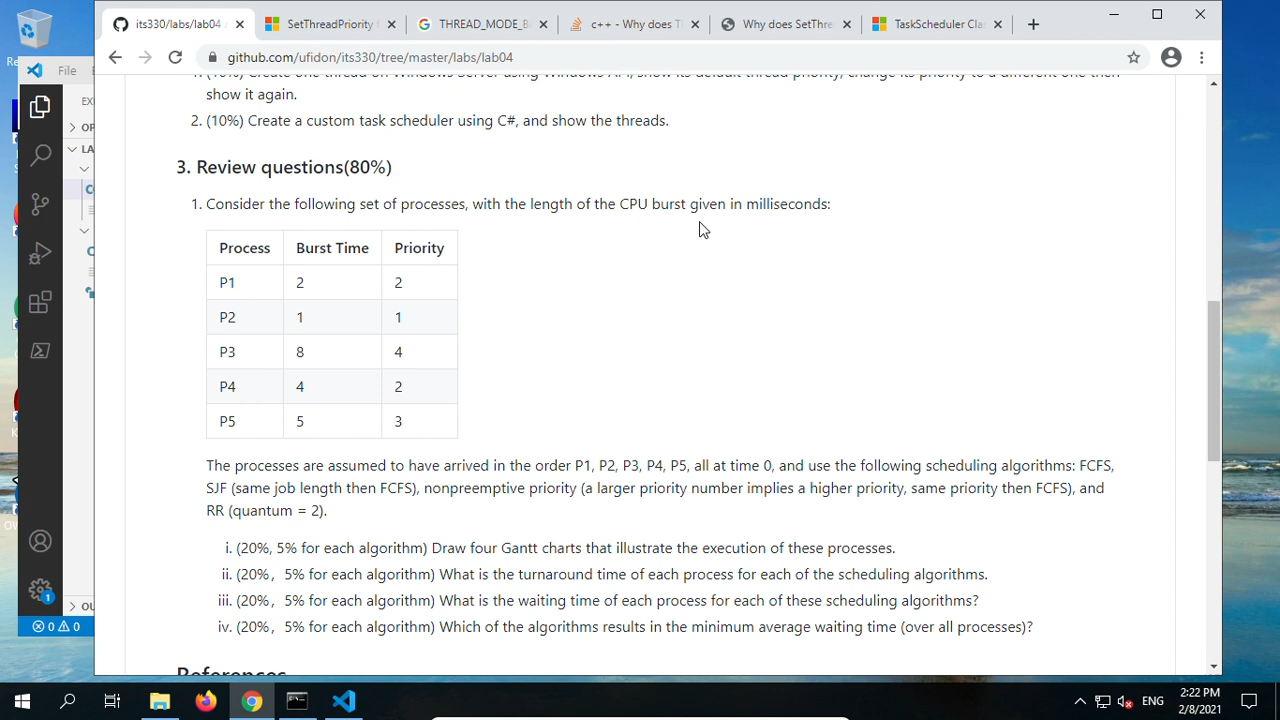 its330/labs/lab04
SetThreadPriority
THREAD_MODE_B
c++ - Why does T
Why does SetThre
TaskScheduler Cla
github.com/ufidon/its330/tree/master/labs/lab04
File
show it again.
2. (10%) Create a custom task scheduler using C#, and show the threads.
3. Review questions(80%)
1. Consider the following set of processes, with the length of the CPU burst given in milliseconds:
Process Burst Time Priority
P1 2 2
P2 1 1
P3 8 4
P4 4 2
P5 5 3
The processes are assumed to have arrived in the order P1, P2, P3, P4, P5, all at time 0, and use the following scheduling algorithms: FCFS,
SJF (same job length then FCFS), nonpreemptive priority (a larger priority number implies a higher priority, same priority then FCFS), and
RR (quantum = 2).
i. (20%, 5% for each algorithm) Draw four Gantt charts that illustrate the execution of these processes.
ii. (20%，5% for each algorithm) What is the turnaround time of each process for each of the scheduling algorithms.
iii. (20%，5% for each algorithm) What is the waiting time of each process for each of these scheduling algorithms?
iv. (20%，5% for each algorithm) Which of the algorithms results in the minimum average waiting time (over all processes)?
References
EX
OP
LA
OU
1
0 0
ENG
2:22 PM
2/8/2021